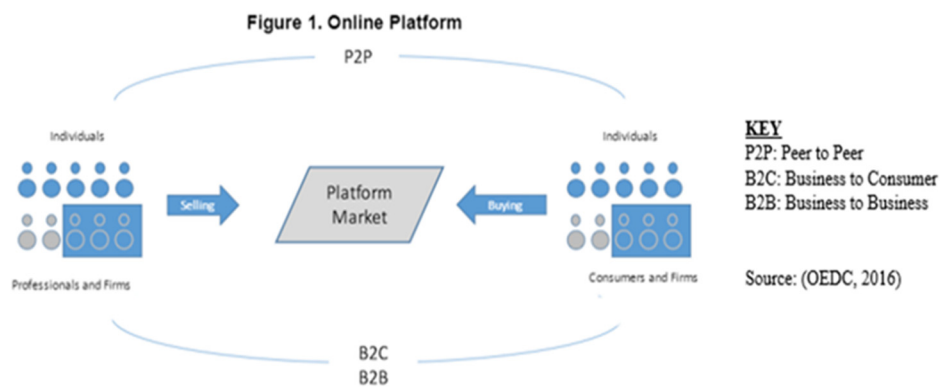 Figure 1. Online Platform
P2P
Individuals
Selling
Professionals and Firms
Platform
Market
Individuals
Buying
Consumers and Firms
B2C
B2B
KEY
P2P: Peer to Peer
B2C: Business to Consumer
B2B: Business to Business
Source: (OEDC, 2016)